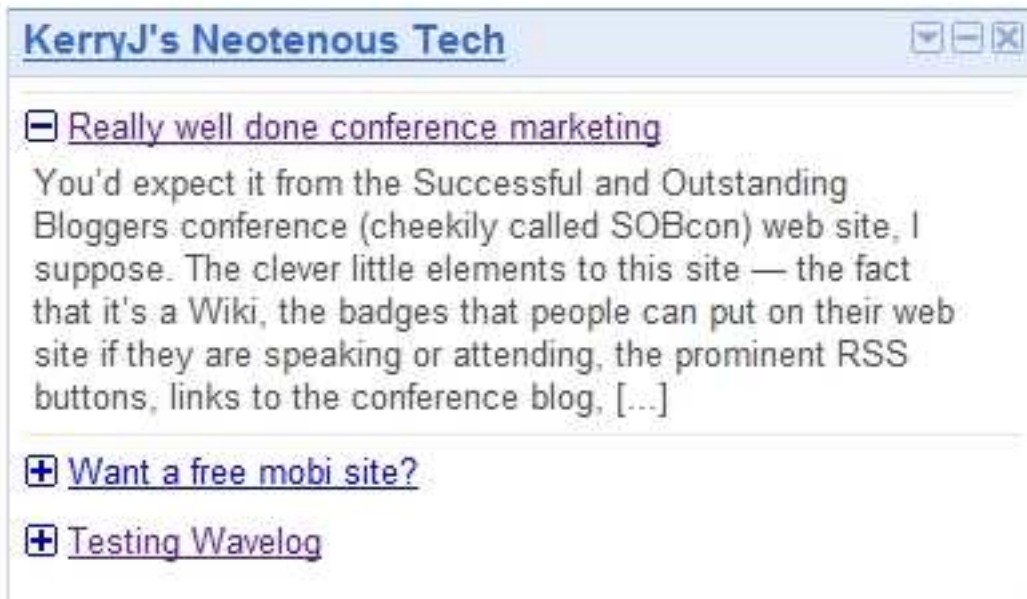 KerryJ's Neotenous Tech
Really well done conference marketing
You'd expect it from the Successful and Outstanding
Bloggers conference (cheekily called SOBcon) web site, I
suppose. The clever little elements to this site — the fact
that it's a Wiki, the badges that people can put on their web
site if they are speaking or attending, the prominent RSS
buttons, links to the conference blog, [...]
Want a free mobi site?
Testing Wavelog